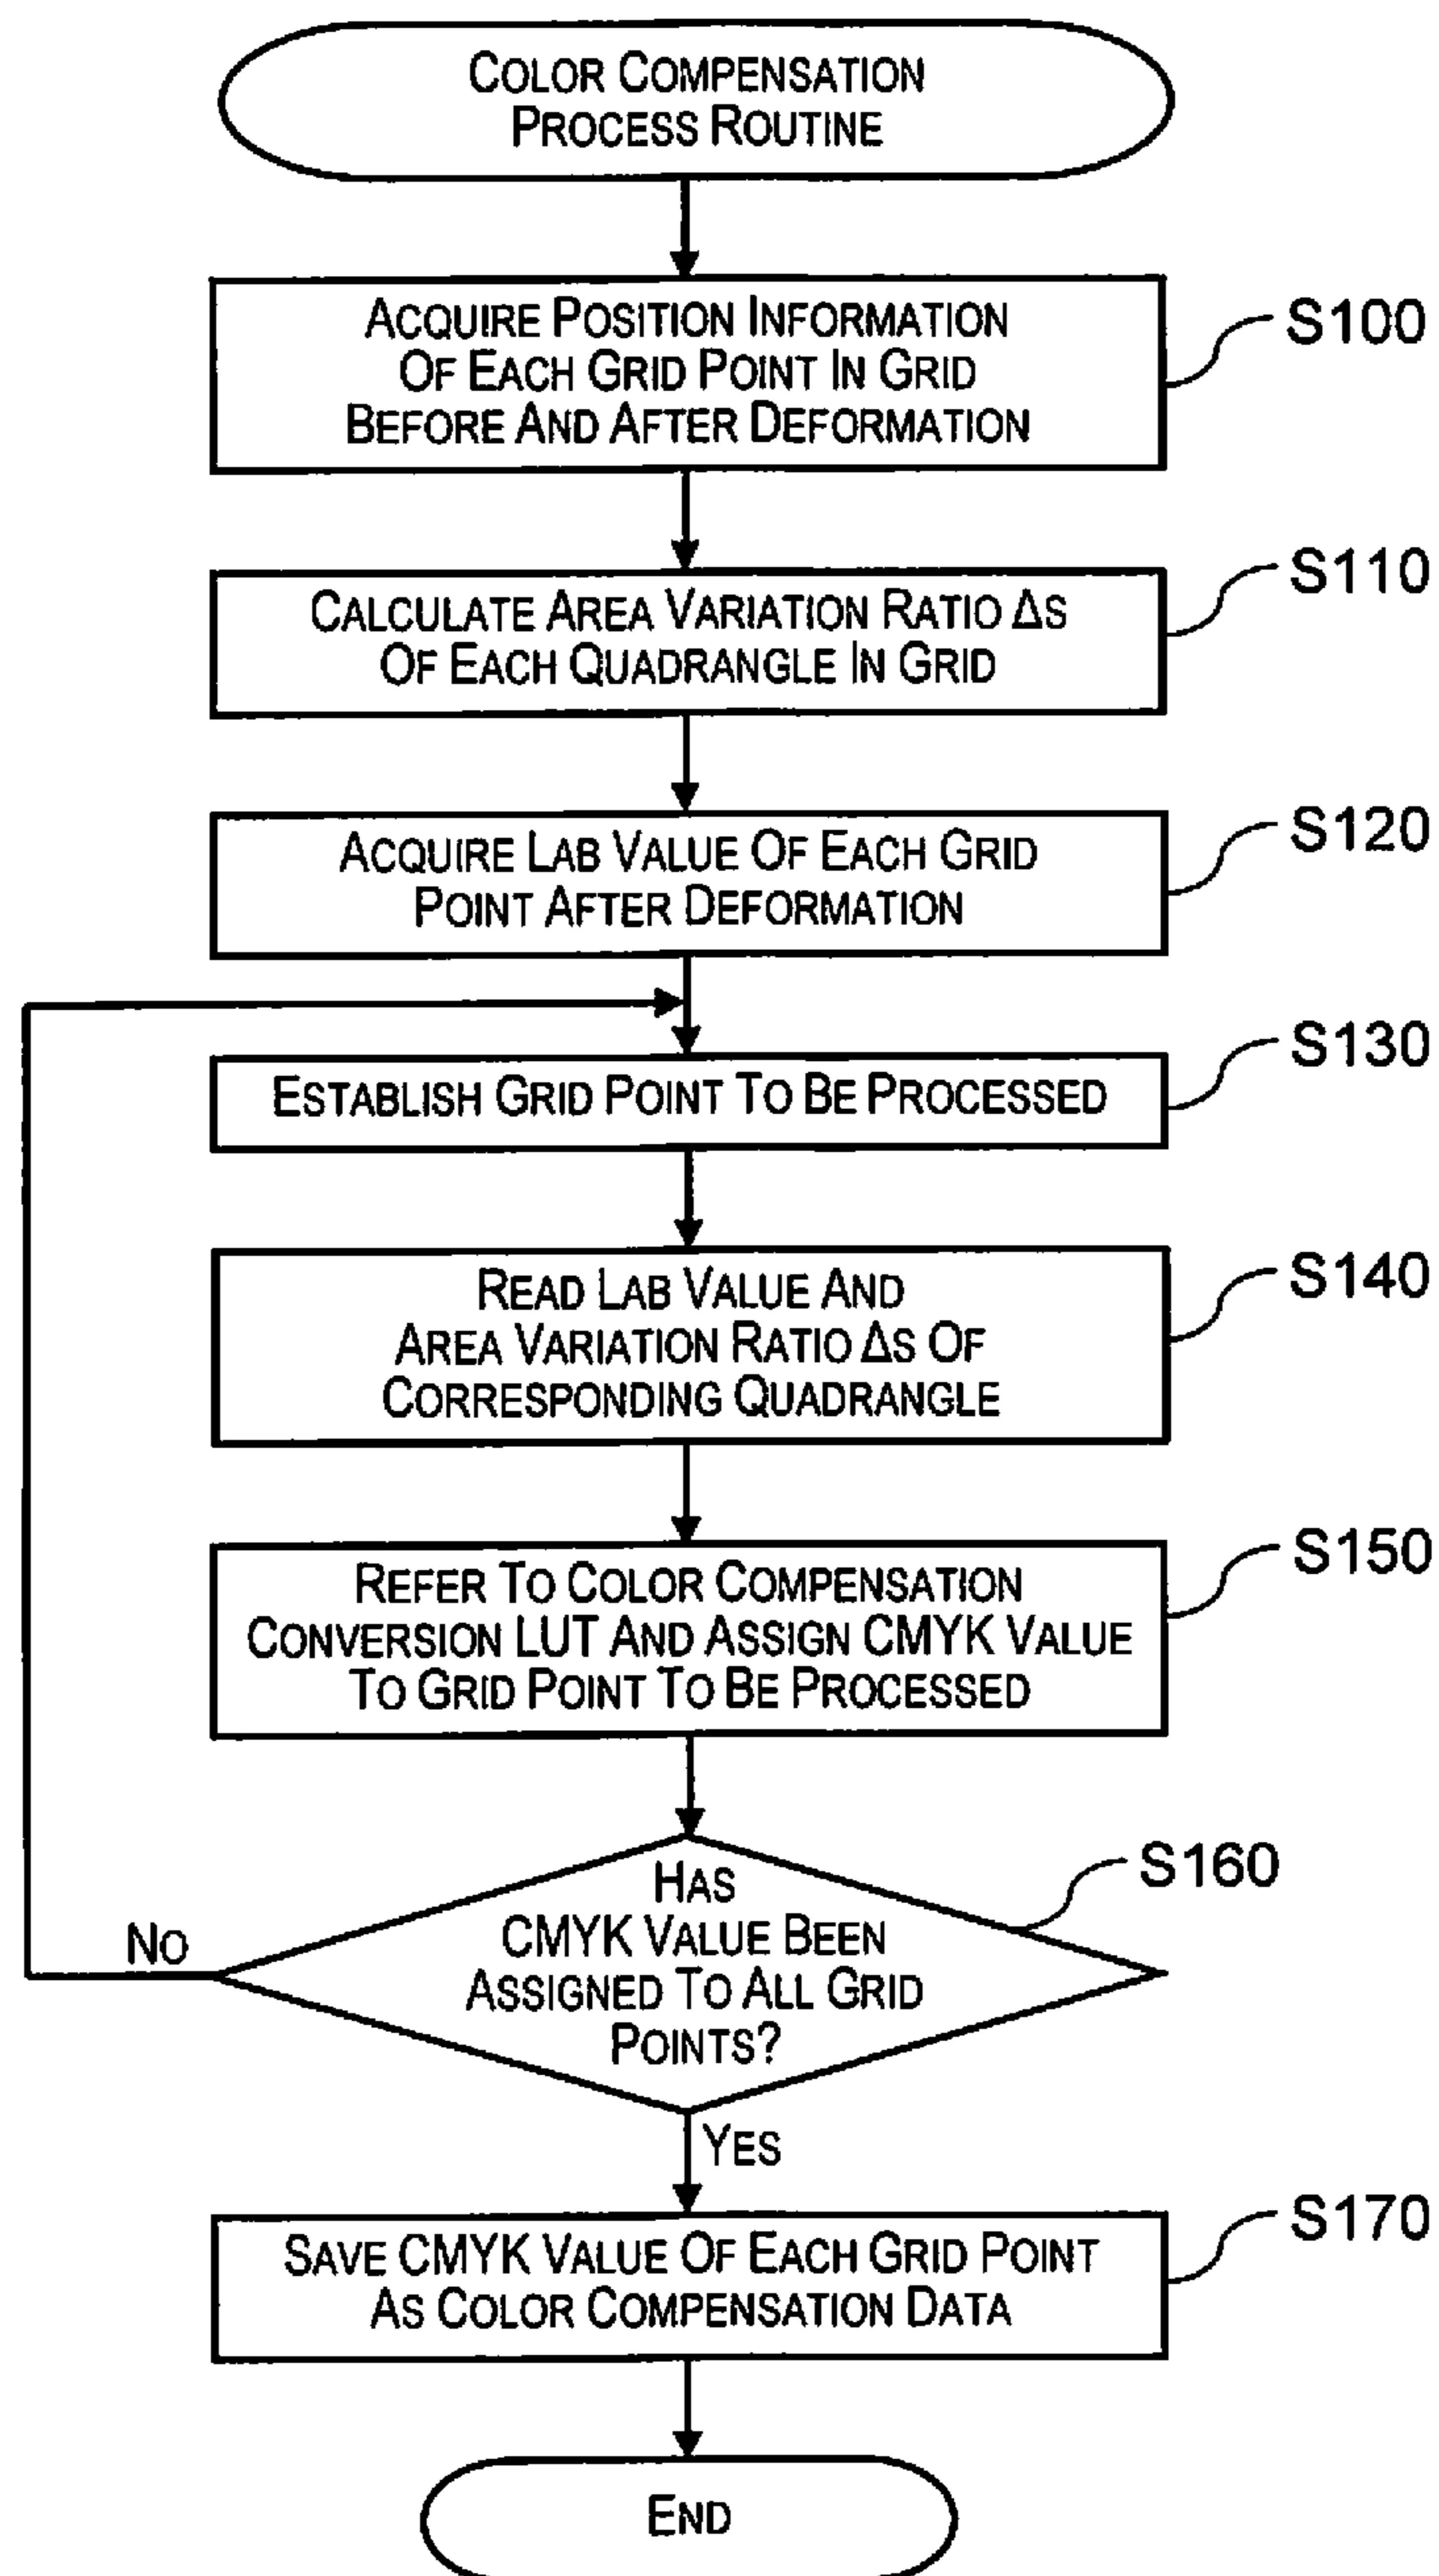 COLOR COMPENSATION
PROCESS ROUTINE
ACQUIRE POSITION INFORMATION
OF EACH GRID POINT IN GRID
BEFORE AND AFTER DEFORMATION
S100
CALCULATE AREA VARIATION RATIO ΔS
OF EACH QUADRANGLE IN GRID
S110
ACQUIRE LAB VALUE OF EACH GRID
POINT AFTER DEFORMATION
S120
ESTABLISH GRID POINT TO BE PROCESSED
S130
READ LAB VALUE AND
AREA VARIATION RATIO ΔS OF
CORRESPONDING QUADRANGLE
S140
REFER TO COLOR COMPENSATION
CONVERSION LUT AND ASSIGN CMYK VALUE
TO GRID POINT TO BE PROCESSED
S150
HAS
CMYK VALUE BEEN
ASSIGNED TO ALL GRID
POINTS?
S160
NO
YES
SAVE CMYK VALUE OF EACH GRID POINT
AS COLOR COMPENSATION DATA
S170
END